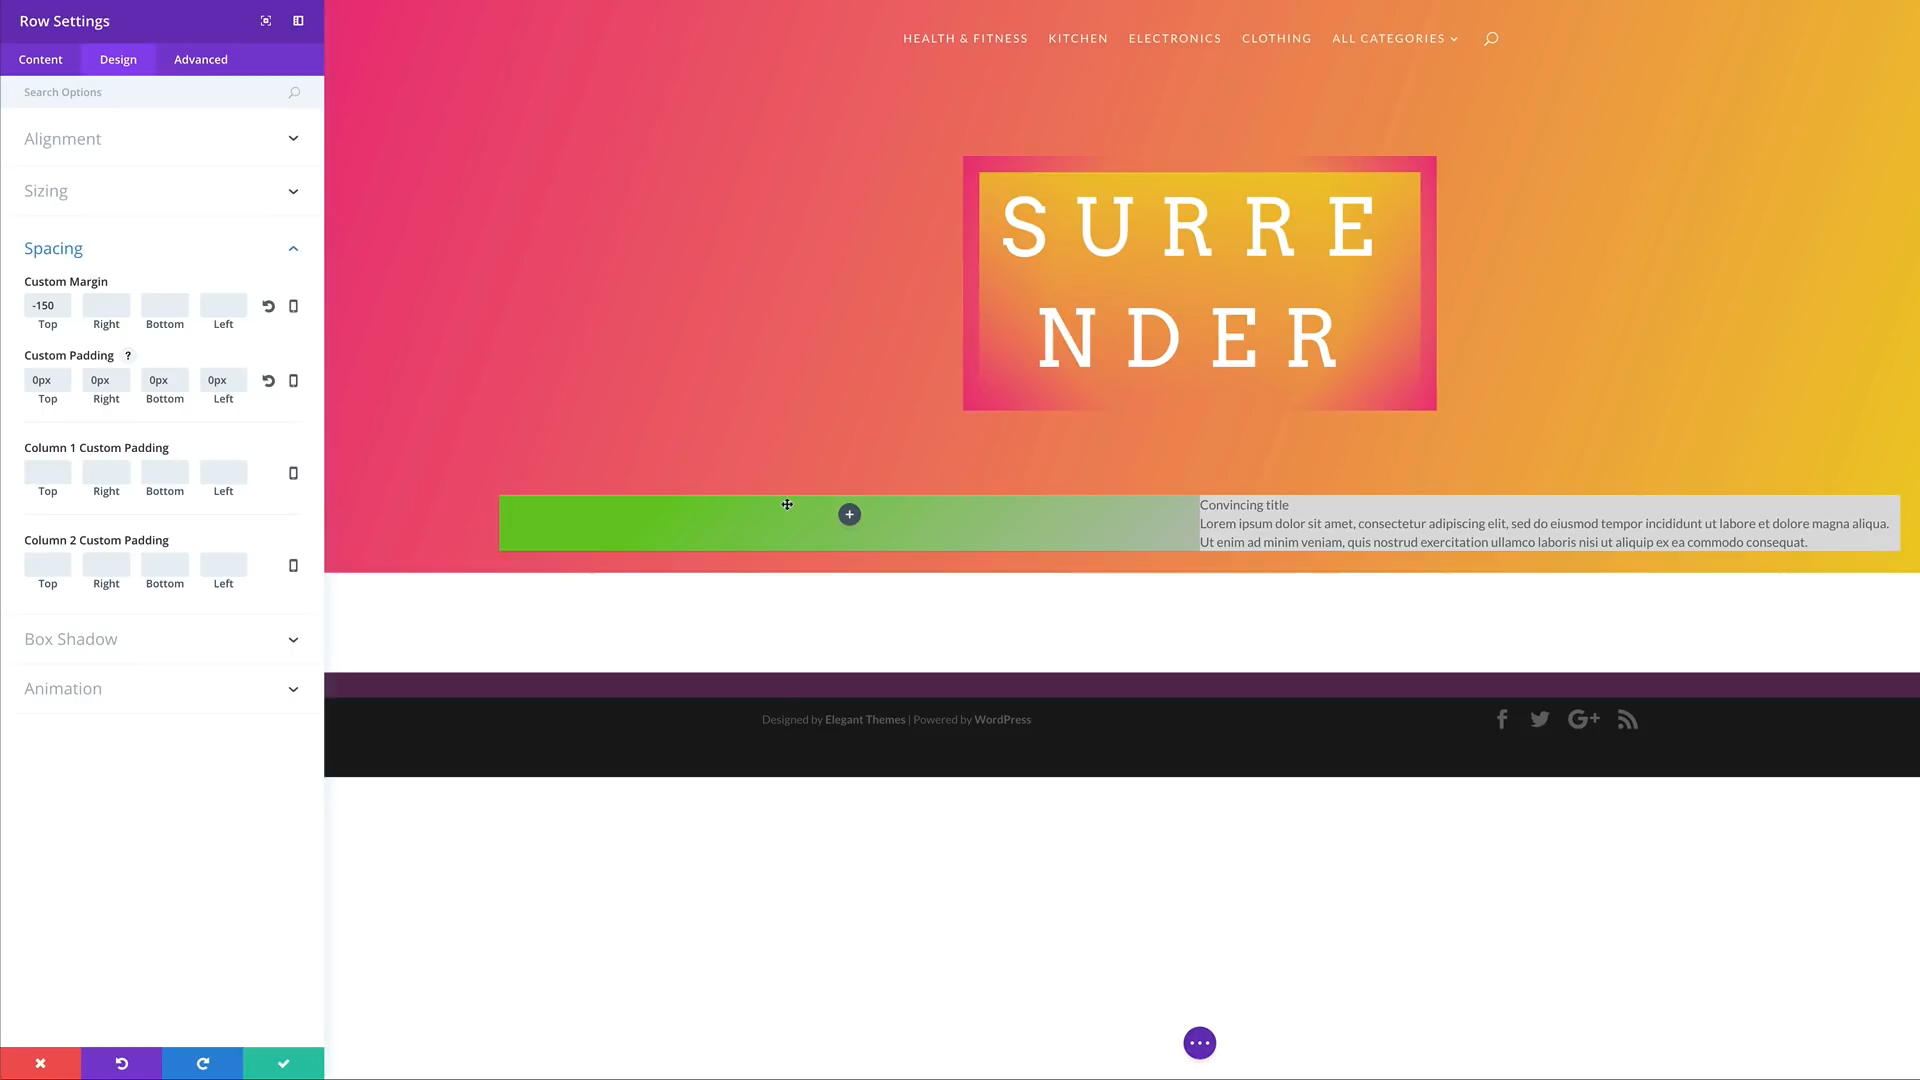 Row Settings
Content Design Advanced
Search Options
Alignment
Sizing
Spacing
Custom Margin
-150
Top Right Bottom Left
Custom Padding ?
0px 0px 0px 0px
Top Right Bottom Left
Column 1 Custom Padding
Top Right Bottom Left
Column 2 Custom Padding
Top Right Bottom Left
Box Shadow
Animation
HEALTH & FITNESS KITCHEN ELECTRONICS CLOTHING ALL CATEGORIES
SURRE
NDER
Convincing title
Lorem ipsum dolor sit amet, consectetur adipiscing elit, sed do eiusmod tempor incididunt ut labore et dolore magna aliqua.
Ut enim ad minim veniam, quis nostrud exercitation ullamco laboris nisi ut aliquip ex ea commodo consequat.
Designed by Elegant Themes | Powered by WordPress